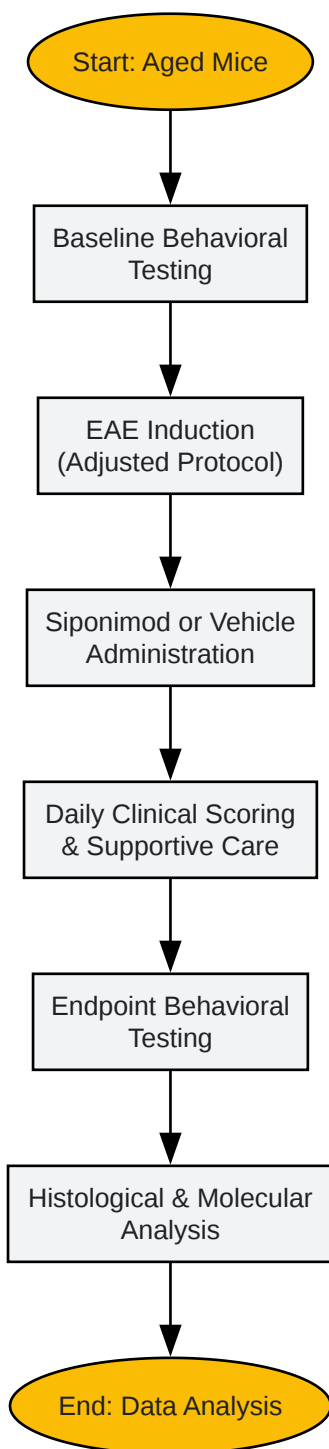 Start: Aged Mice
Baseline Behavioral
Testing
EAE Induction
(Adjusted Protocol)
Siponimod or Vehicle
Administration
Daily Clinical Scoring
& Supportive Care
Endpoint Behavioral
Testing
Histological & Molecular
Analysis
End: Data Analysis